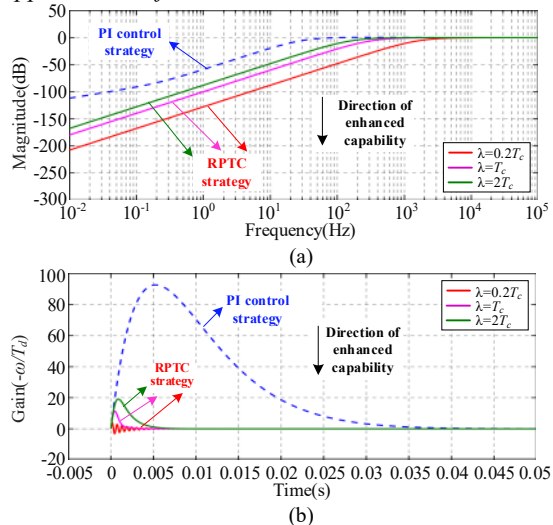 0
-50
-100
-150
-200
-250
-300
Magnitude(dB)
PI control
strategy
RPTC
strategy
Direction of
enhanced
capability
λ=0.2Tc
λ=Tc
λ=2Tc
10-2 10-1 100 101 102 103 104 105
Frequency(Hz)
(a)
100
80
60
40
20
0
20
Gain(-ω/Td)
PI control
strategy
RPTC
strategy
Direction of
enhanced
capability
λ=0.2Tc
λ=Tc
λ=2Tc
-0.005 0 0.005 0.01 0.015 0.02 0.025 0.03 0.035 0.04 0.045 0.05
Time(s)
(b)